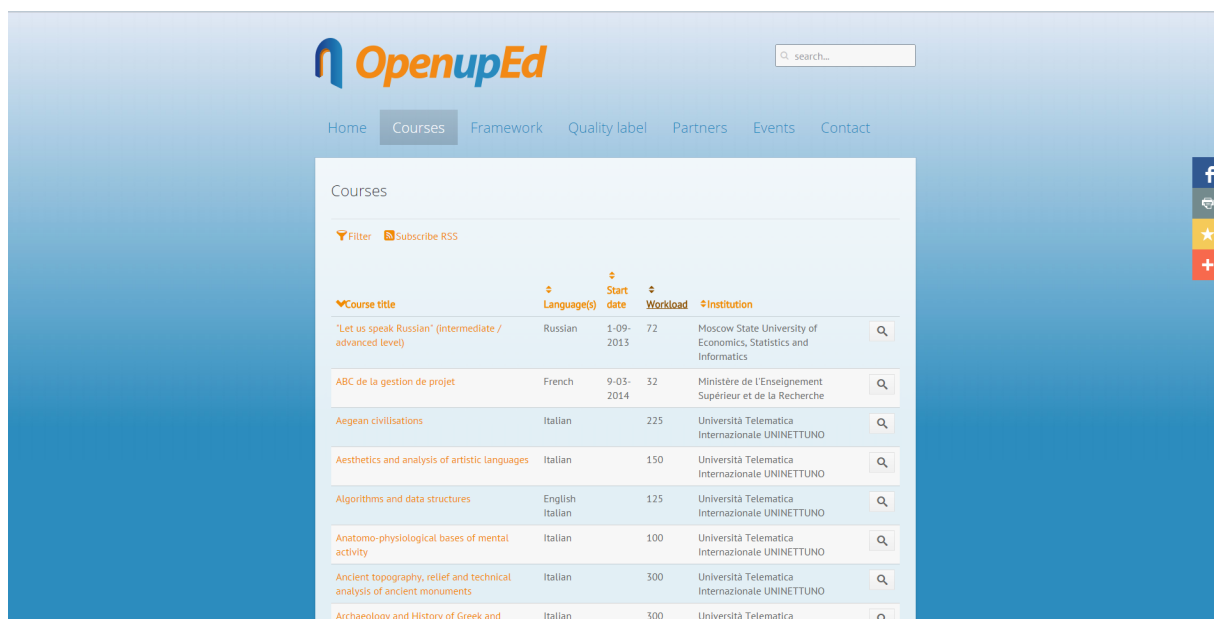 OpenupEd
search...
Home Courses Framework Quality label Partners Events Contact
Courses
Filter Subscribe RSS
Course title Language(s) Start date Workload Institution
"Let us speak Russian" (intermediate / Russian 1-09- 72 Moscow State University of
advanced level) 2013 Economics, Statistics and
Informatics
ABC de la gestion de projet French 9-03- 32 Ministère de l'Enseignement
2014 Supérieur et de la Recherche
Aegean civilisations Italian 225 Università Telematica
Internazionale UNINETTUNO
Aesthetics and analysis of artistic languages Italian 150 Università Telematica
Internazionale UNINETTUNO
Algorithms and data structures English 125 Università Telematica
Italian Internazionale UNINETTUNO
Anatomo-physiological bases of mental Italian 100 Università Telematica
activity Internazionale UNINETTUNO
Ancient topography, relief and technical Italian 300 Università Telematica
analysis of ancient monuments Internazionale UNINETTUNO
Archaeology and History of Greek and Italian 300 Università Telematica